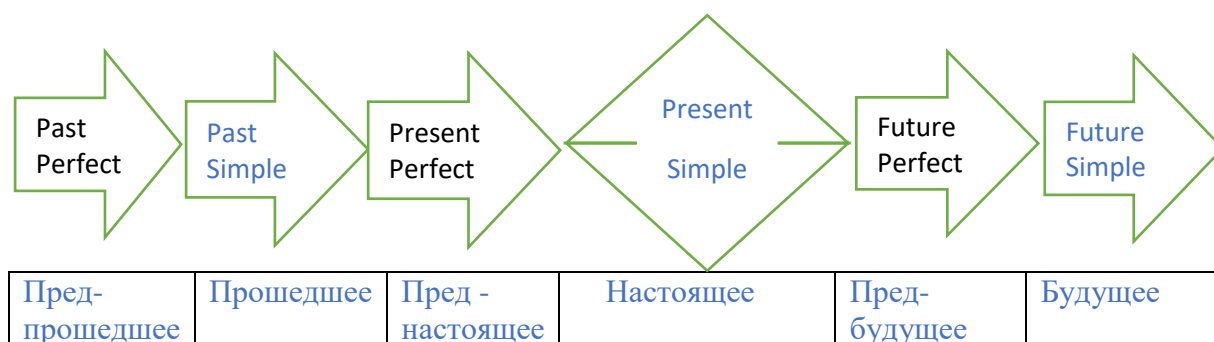 Past
Perfect
Past
Simple
Present
Perfect
Present
Simple
Future
Perfect
Future
Simple
Пред-
прошедшее
Прошедшее
Пред -
настоящее
Настоящее
Пред-
будущее
Будущее